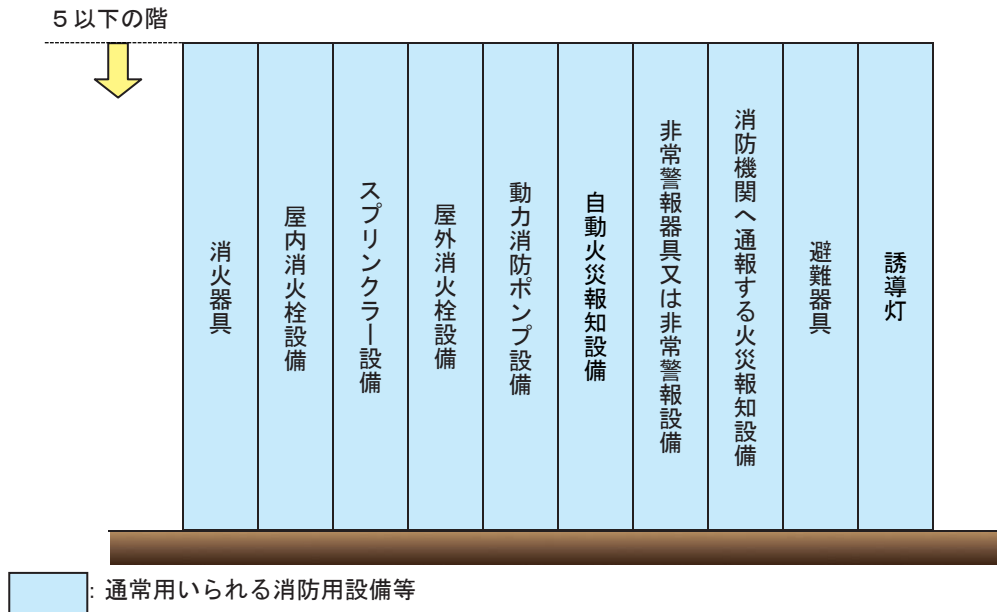 ５以下の階
消火器具
屋内消火栓設備
スプリンクラー設備
屋外消火栓設備
動力消防ポンプ設備
自動火災報知設備
非常警報器具又は非常警報設備
消防機関へ通報する火災報知設備
避難器具
誘導灯
: 通常用いられる消防用設備等